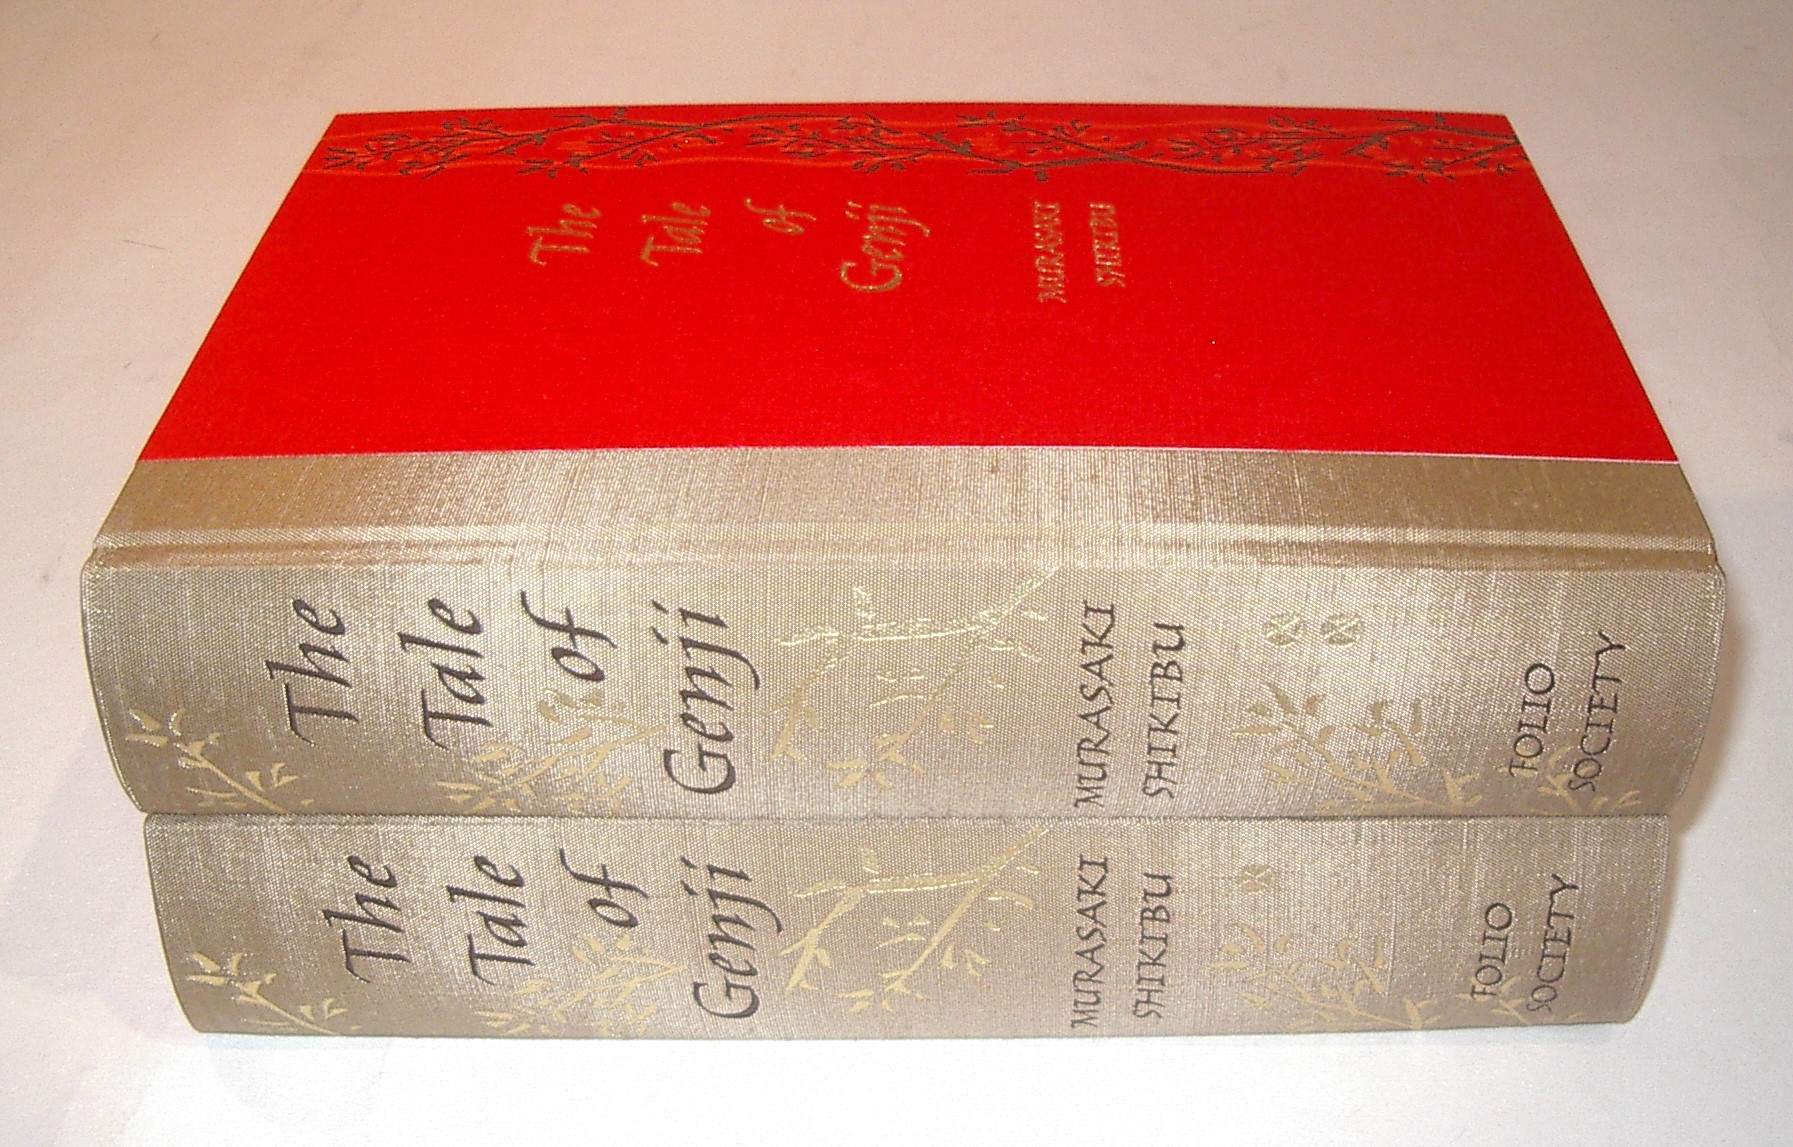 The
Tale
of
Genji
MURASAKI
SHIKIBU
The
Tale
of
Genji
MURASAKI
SHIKIBU
FOLIO
SOCIETY
The
Tale
of
Genji
MURASAKI
SHIKIBU
FOLIO
SOCIETY